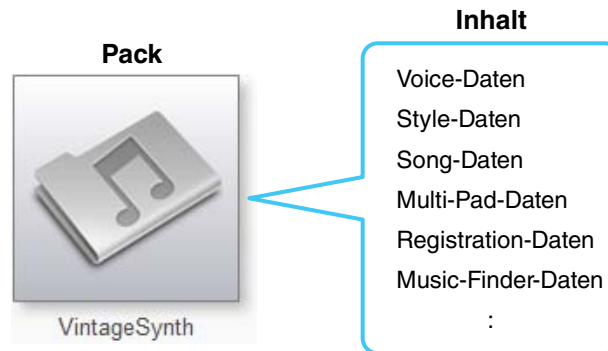 Pack
VintageSynth
Inhalt
Voice-Daten
Style-Daten
Song-Daten
Multi-Pad-Daten
Registration-Daten
Music-Finder-Daten
: